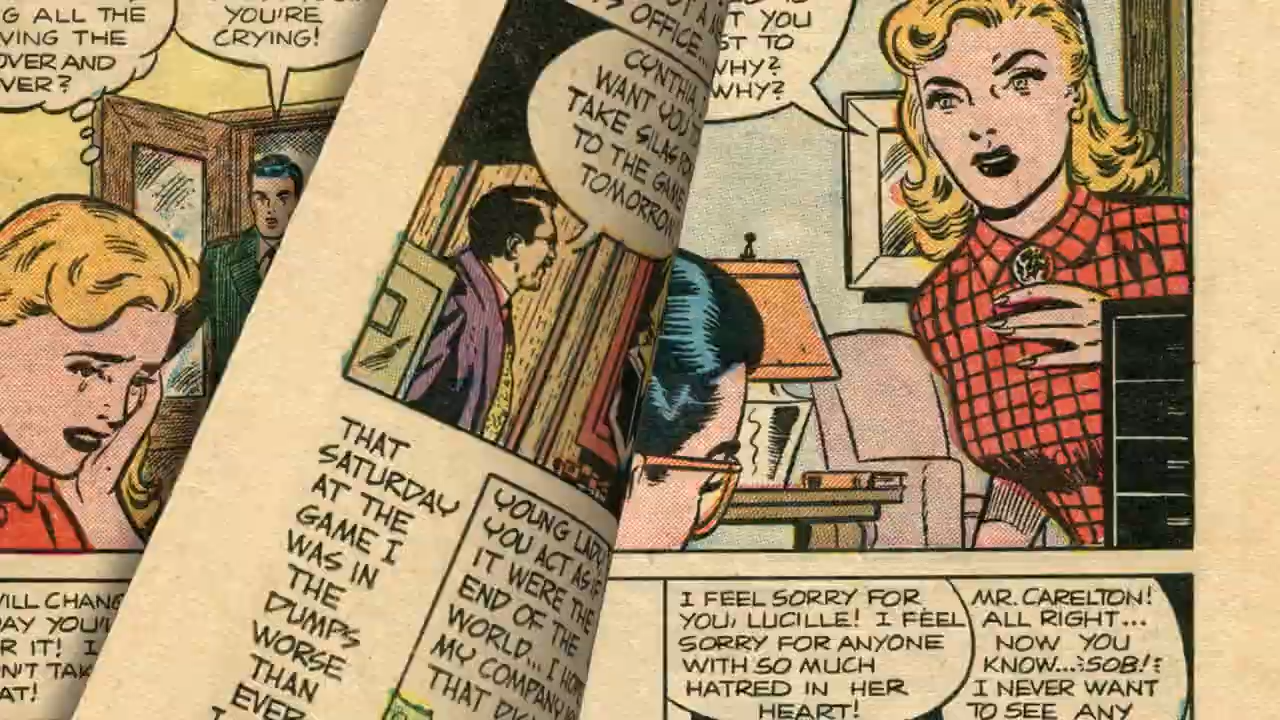 ALL THE
THE
OVER AND
YOU'RE
CRYING!
OFFICE...
CYNTHIA,
WANT YOU
TAKE SILAS
TO THE GAME
TOMORROW
YOU
TO
WHY?
WHY?
THAT
SATURDAY
AT THE
GAME I
WAS IN
THE
DUMPS
WORSE
THAN
EVER
YOUNG LADY
YOU ACT AS IF
IT WERE THE
END OF THE
WORLD... I HOPE
MY COMPANY
THAT
WILL
IT! I
I FEEL SORRY FOR
YOU, LUCILLE! I FEEL
SORRY FOR ANYONE
WITH SO MUCH
HATRED IN HER
HEART!
MR. CARELTON!
ALL RIGHT...
NOW YOU
KNOW...SOB!
I NEVER WANT
TO SEE ANY